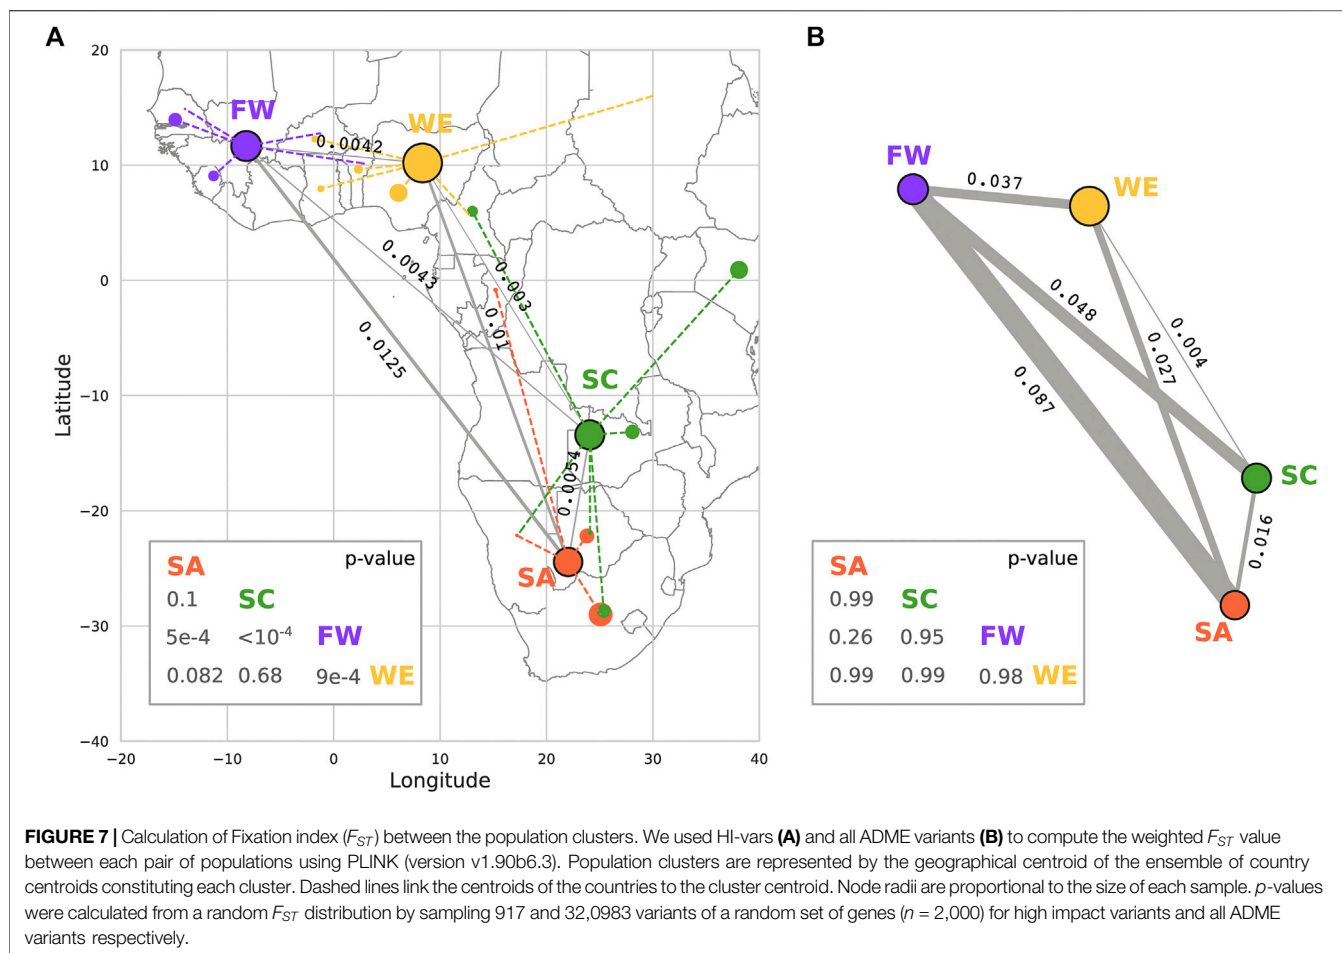 A
B
20
10
0
−10
−20
−30
−40
−20
−10
0
10
20
30
40
Latitude
Longitude
FW
WE
SC
SA
0.0042
0.0043
0.003
0.01
0.0125
0.0054
SA p-value
0.1 SC
5e-4 <10-4 FW
0.082 0.68 9e-4 WE
FW
WE
SC
SA
0.037
0.048
0.004
0.027
0.087
0.016
SA p-value
0.99 SC
0.26 0.95 FW
0.99 0.99 0.98 WE
FIGURE 7 | Calculation of Fixation index (FST) between the population clusters. We used HI-vars (A) and all ADME variants (B) to compute the weighted FST value
between each pair of populations using PLINK (version v1.90b6.3). Population clusters are represented by the geographical centroid of the ensemble of country
centroids constituting each cluster. Dashed lines link the centroids of the countries to the cluster centroid. Node radii are proportional to the size of each sample. p-values
were calculated from a random FST distribution by sampling 917 and 32,0983 variants of a random set of genes (n = 2,000) for high impact variants and all ADME
variants respectively.